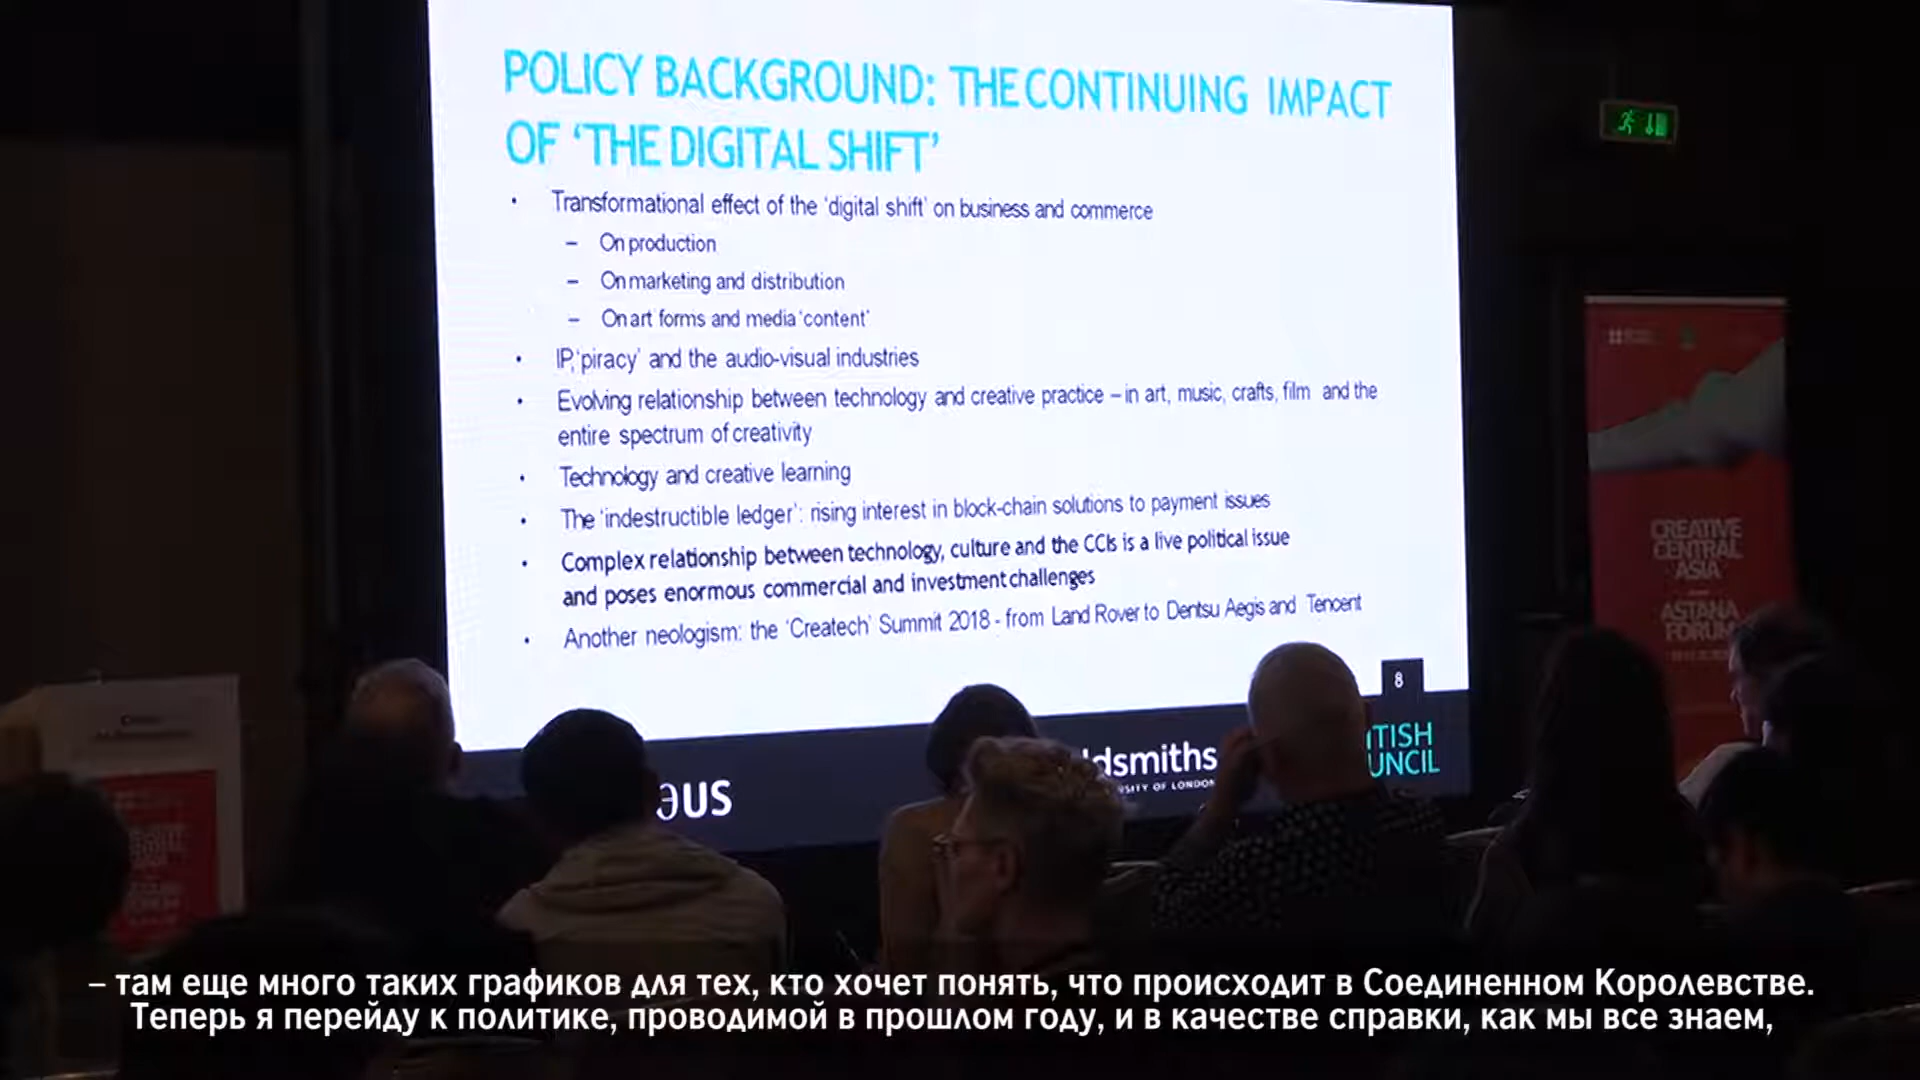 POLICY BACKGROUND: THE CONTINUING IMPACT
OF ‘THE DIGITAL SHIFT’
• Transformational effect of the ‘digital shift’ on business and commerce
– On production
– On marketing and distribution
– On art forms and media ‘content’
• IP, ‘piracy’ and the audio-visual industries
• Evolving relationship between technology and creative practice – in art, music, crafts, film and the
entire spectrum of creativity
• Technology and creative learning
• The ‘indestructible ledger’: rising interest in block-chain solutions to payment issues
• Complex relationship between technology, culture and the CCIs is a live political issue
and poses enormous commercial and investment challenges
• Another neologism: the ‘Createch’ Summit 2018 - from Land Rover to Dentsu Aegis and Tencent
8
əus
dsmiths
SITY OF LONDON
ITISH
UNCIL
CREATIVE
CENTRAL
ASIA
ASTANA
FORUM
– там еще много таких графиков для тех, кто хочет понять, что происходит в Соединенном Королевстве.
Теперь я перейду к политике, проводимой в прошлом году, и в качестве справки, как мы все знаем,